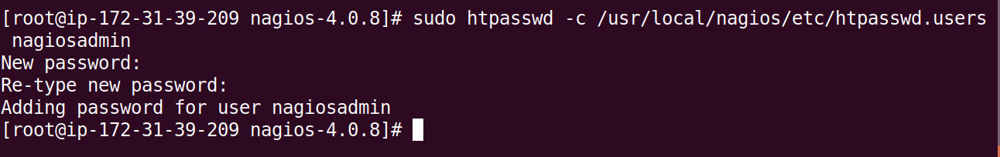 [root@ip-172-31-39-209 nagios-4.0.8]# sudo htpasswd -c /usr/local/nagios/etc/htpasswd.users
 nagiosadmin
New password:
Re-type new password:
Adding password for user nagiosadmin
[root@ip-172-31-39-209 nagios-4.0.8]#